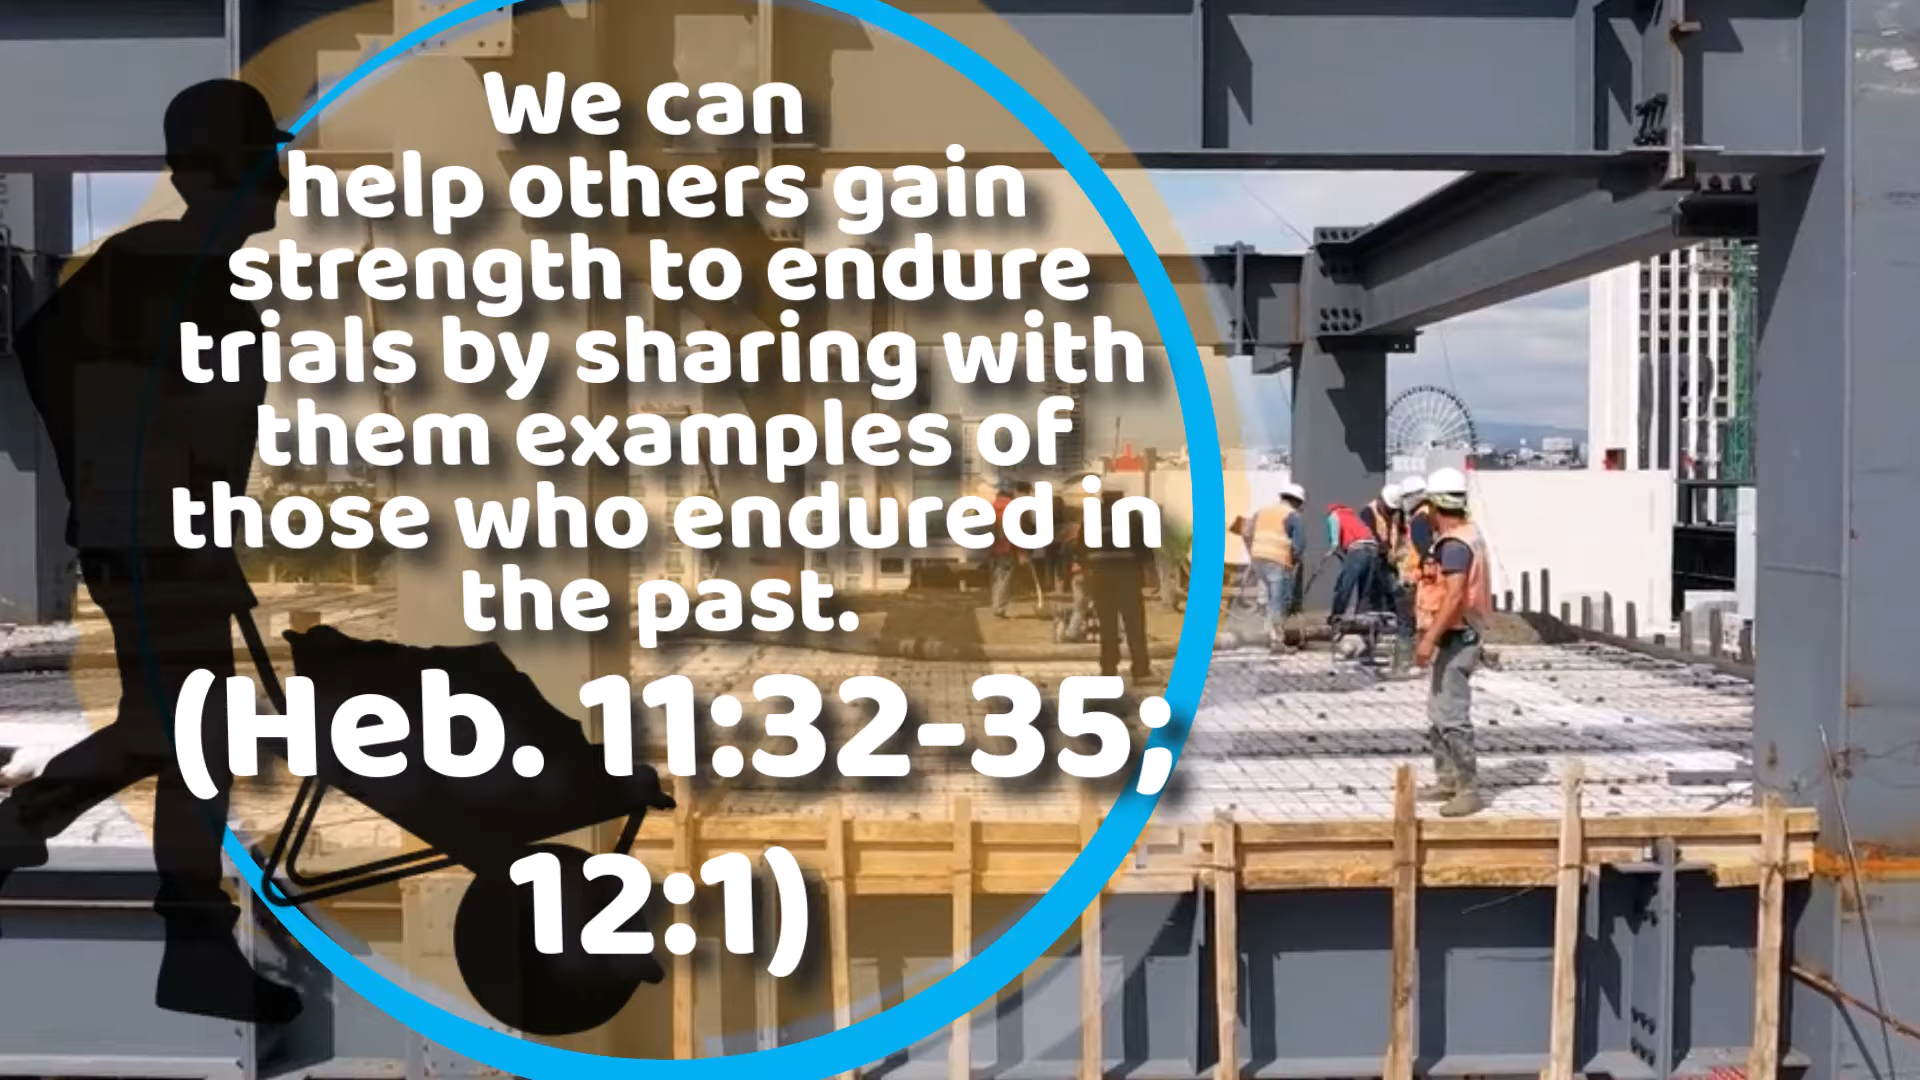 We can
help others gain
strength to endure
trials by sharing with
them examples of
those who endured in
the past.
(Heb. 11:32-35;
12:1)